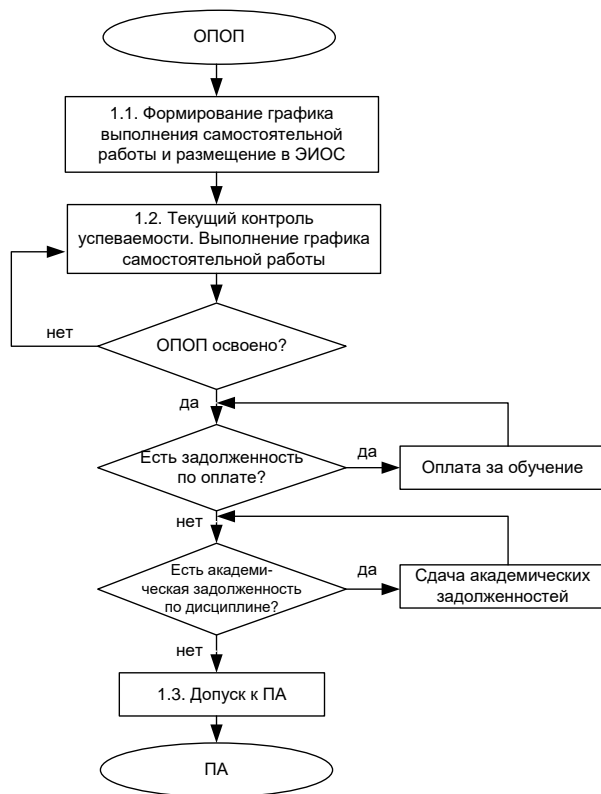 ОПОП
1.1. Формирование графика
выполнения самостоятельной
работы и размещение в ЭИОС
1.2. Текущий контроль
успеваемости. Выполнение графика
самостоятельной работы
нет
ОПОП освоено?
да
Есть задолженность
по оплате?
да
Оплата за обучение
нет
Есть академи-
ческая задолженность
по дисциплине?
да
Сдача академических
задолженностей
нет
1.3. Допуск к ПА
ПА